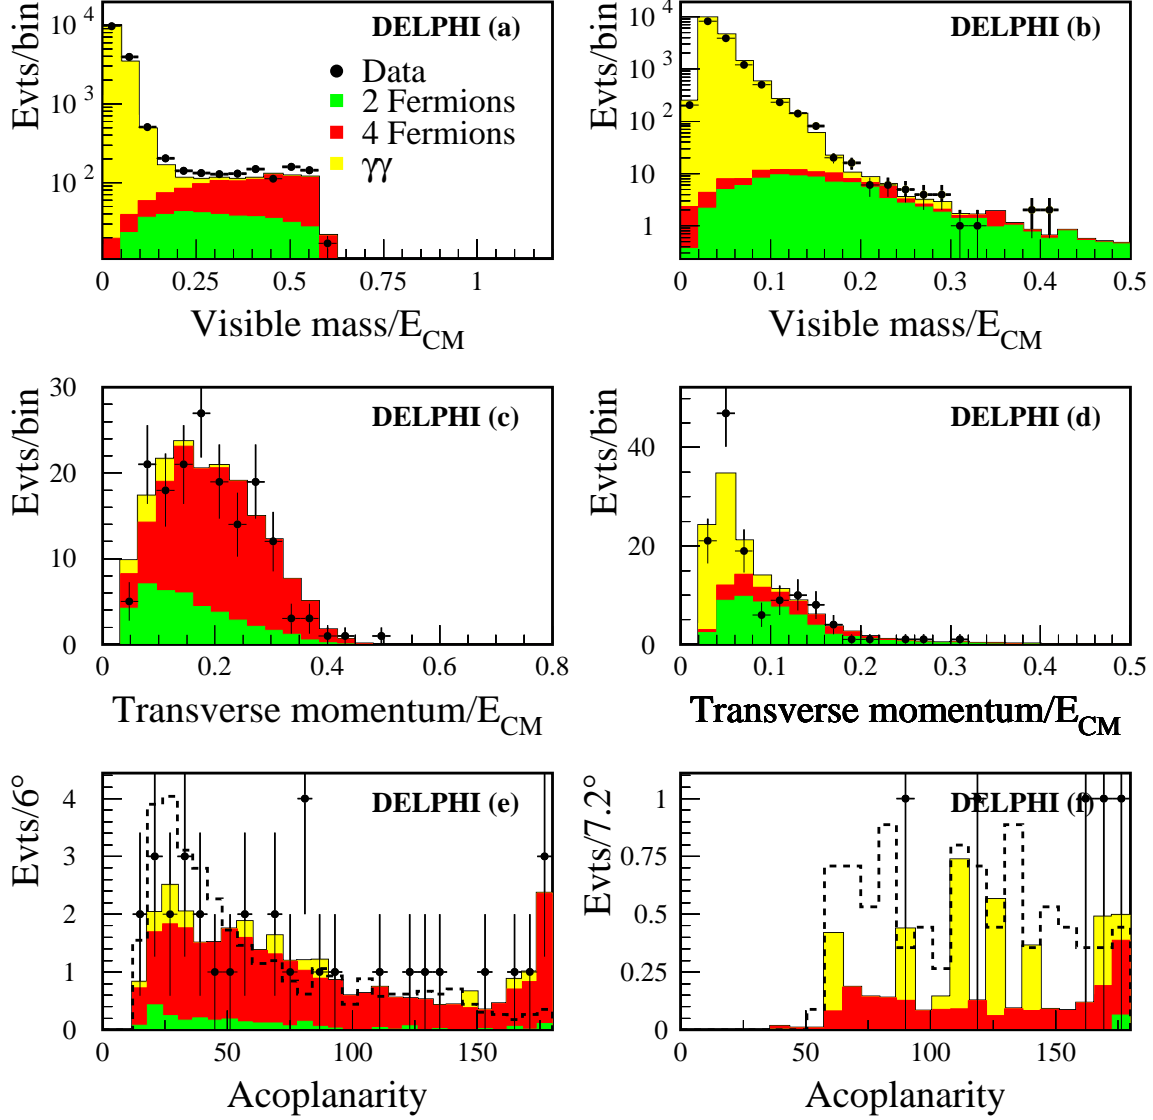 DELPHI (a)
Evts/bin
10^4
10^3
10^2
Data
2 Fermions
4 Fermions
γγ
0 0.25 0.5 0.75 1
Visible mass/E_CM
DELPHI (b)
Evts/bin
10^4
10^3
10^2
10
1
0 0.1 0.2 0.3 0.4 0.5
Visible mass/E_CM
DELPHI (c)
Evts/bin
30
20
10
0
0 0.2 0.4 0.6 0.8
Transverse momentum/E_CM
DELPHI (d)
Evts/bin
40
20
0
0 0.1 0.2 0.3 0.4 0.5
Transverse momentum/E_CM
DELPHI (e)
Evts/6°
4
3
2
1
0
0 50 100 150
Acoplanarity
DELPHI (f)
Evts/7.2°
1
0.75
0.5
0.25
0
0 50 100 150
Acoplanarity